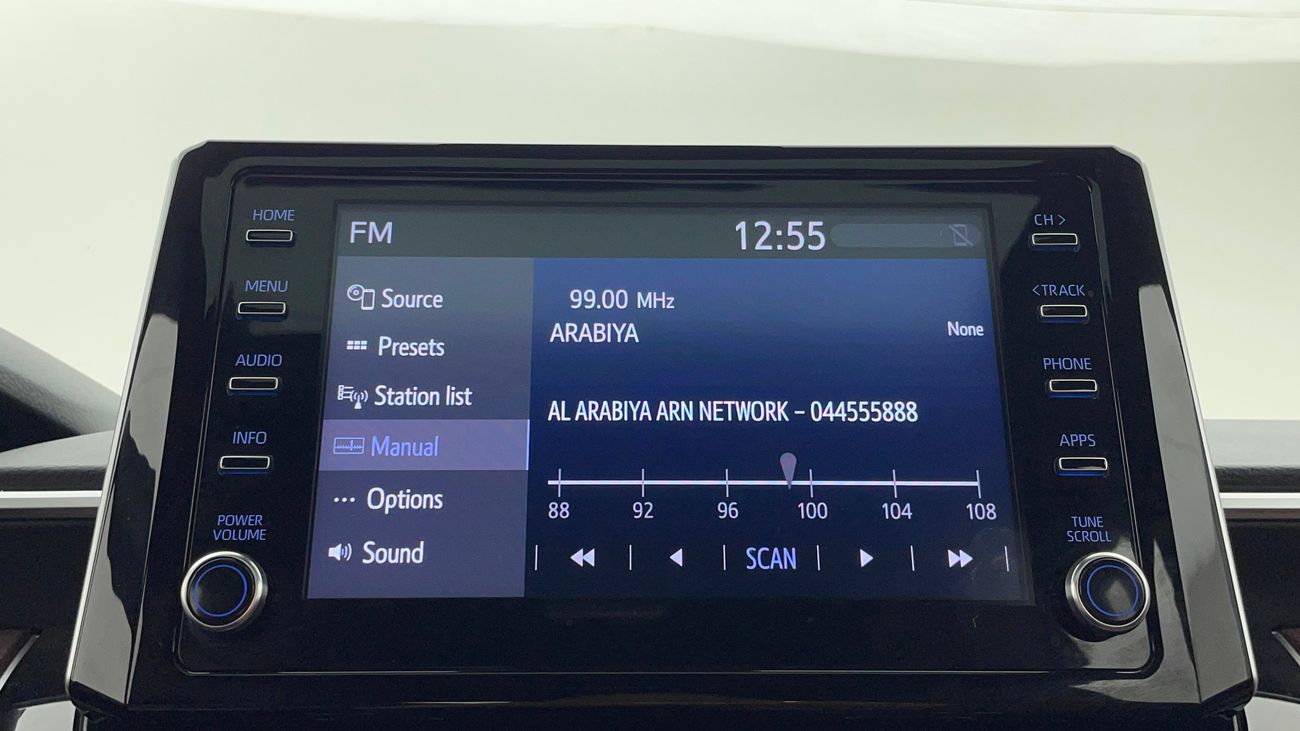 HOME
MENU
AUDIO
INFO
POWER
VOLUME
FM
12:55
Source
Presets
Station list
Manual
Options
Sound
99.00 MHz
ARABIYA
None
AL ARABIYA ARN NETWORK – 044555888
88 92 96 100 104 108
SCAN
CH >
<TRACK
PHONE
APPS
TUNE
SCROLL